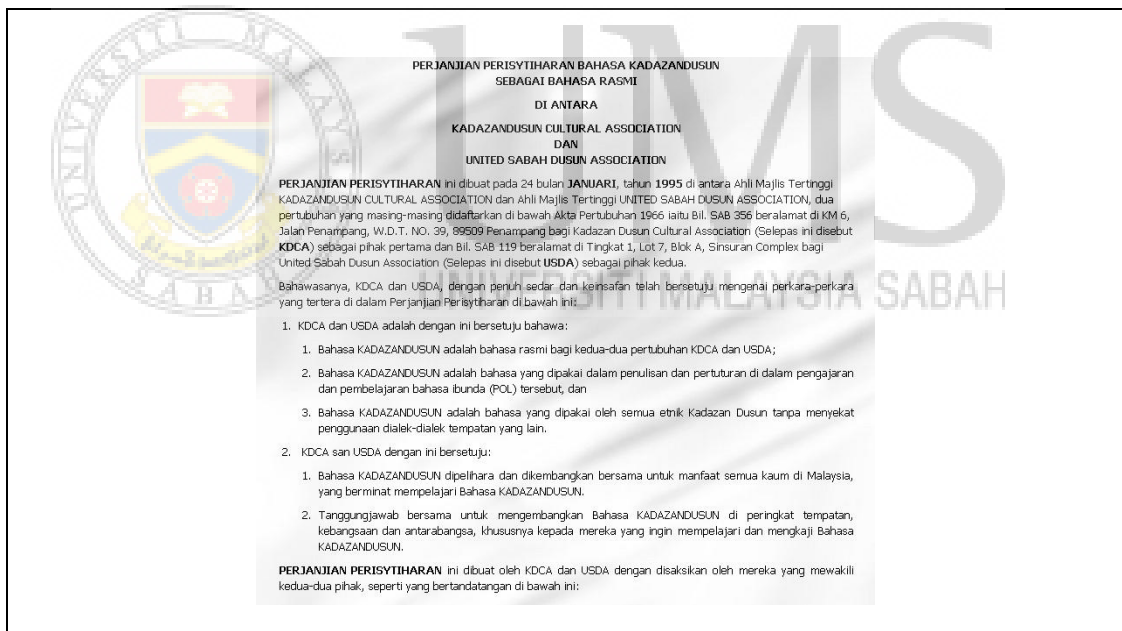 UMS
UNIVERSITI MALAYSIA SABAH
UNIVERSITI MALAYSIA
SABAH
PERJANJIAN PERISYTIHARAN BAHASA KADAZANDUSUN
SEBAGAI BAHASA RASMI
DI ANTARA
KADAZANDUSUN CULTURAL ASSOCIATION
DAN
UNITED SABAH DUSUN ASSOCIATION
PERJANJIAN PERISYTIHARAN ini dibuat pada 24 bulan JANUARI, tahun 1995 di antara Ahli Majlis Tertinggi
KADAZANDUSUN CULTURAL ASSOCIATION dan Ahli Majlis Tertinggi UNITED SABAH DUSUN ASSOCIATION, dua
pertubuhan yang masing-masing didaftarkan di bawah Akta Pertubuhan 1966 iaitu Bil. SAB 356 beralamat di KM 6,
Jalan Penampang, W.D.T. NO. 39, 89509 Penampang bagi Kadazan Dusun Cultural Association (Selepas ini disebut
KDCA) sebagai pihak pertama dan Bil. SAB 119 beralamat di Tingkat 1, Lot 7, Blok A, Sinsuran Complex bagi
United Sabah Dusun Association (Selepas ini disebut USDA) sebagai pihak kedua.
Bahawasanya, KDCA dan USDA, dengan penuh sedar dan keinsafan telah bersetuju mengenai perkara-perkara
yang tertera di dalam Perjanjian Perisytiharan di bawah ini:
1. KDCA dan USDA adalah dengan ini bersetuju bahawa:
1. Bahasa KADAZANDUSUN adalah bahasa rasmi bagi kedua-dua pertubuhan KDCA dan USDA;
2. Bahasa KADAZANDUSUN adalah bahasa yang dipakai dalam penulisan dan pertuturan di dalam pengajaran
dan pembelajaran bahasa ibunda (POL) tersebut, dan
3. Bahasa KADAZANDUSUN adalah bahasa yang dipakai oleh semua etnik Kadazan Dusun tanpa menyekat
penggunaan dialek-dialek tempatan yang lain.
2. KDCA san USDA dengan ini bersetuju:
1. Bahasa KADAZANDUSUN dipelihara dan dikembangkan bersama untuk manfaat semua kaum di Malaysia,
yang berminat mempelajari Bahasa KADAZANDUSUN.
2. Tanggungjawab bersama untuk mengembangkan Bahasa KADAZANDUSUN di peringkat tempatan,
kebangsaan dan antarabangsa, khususnya kepada mereka yang ingin mempelajari dan mengkaji Bahasa
KADAZANDUSUN.
PERJANJIAN PERISYTIHARAN ini dibuat oleh KDCA dan USDA dengan disaksikan oleh mereka yang mewakili
kedua-dua pihak, seperti yang bertandatangan di bawah ini: